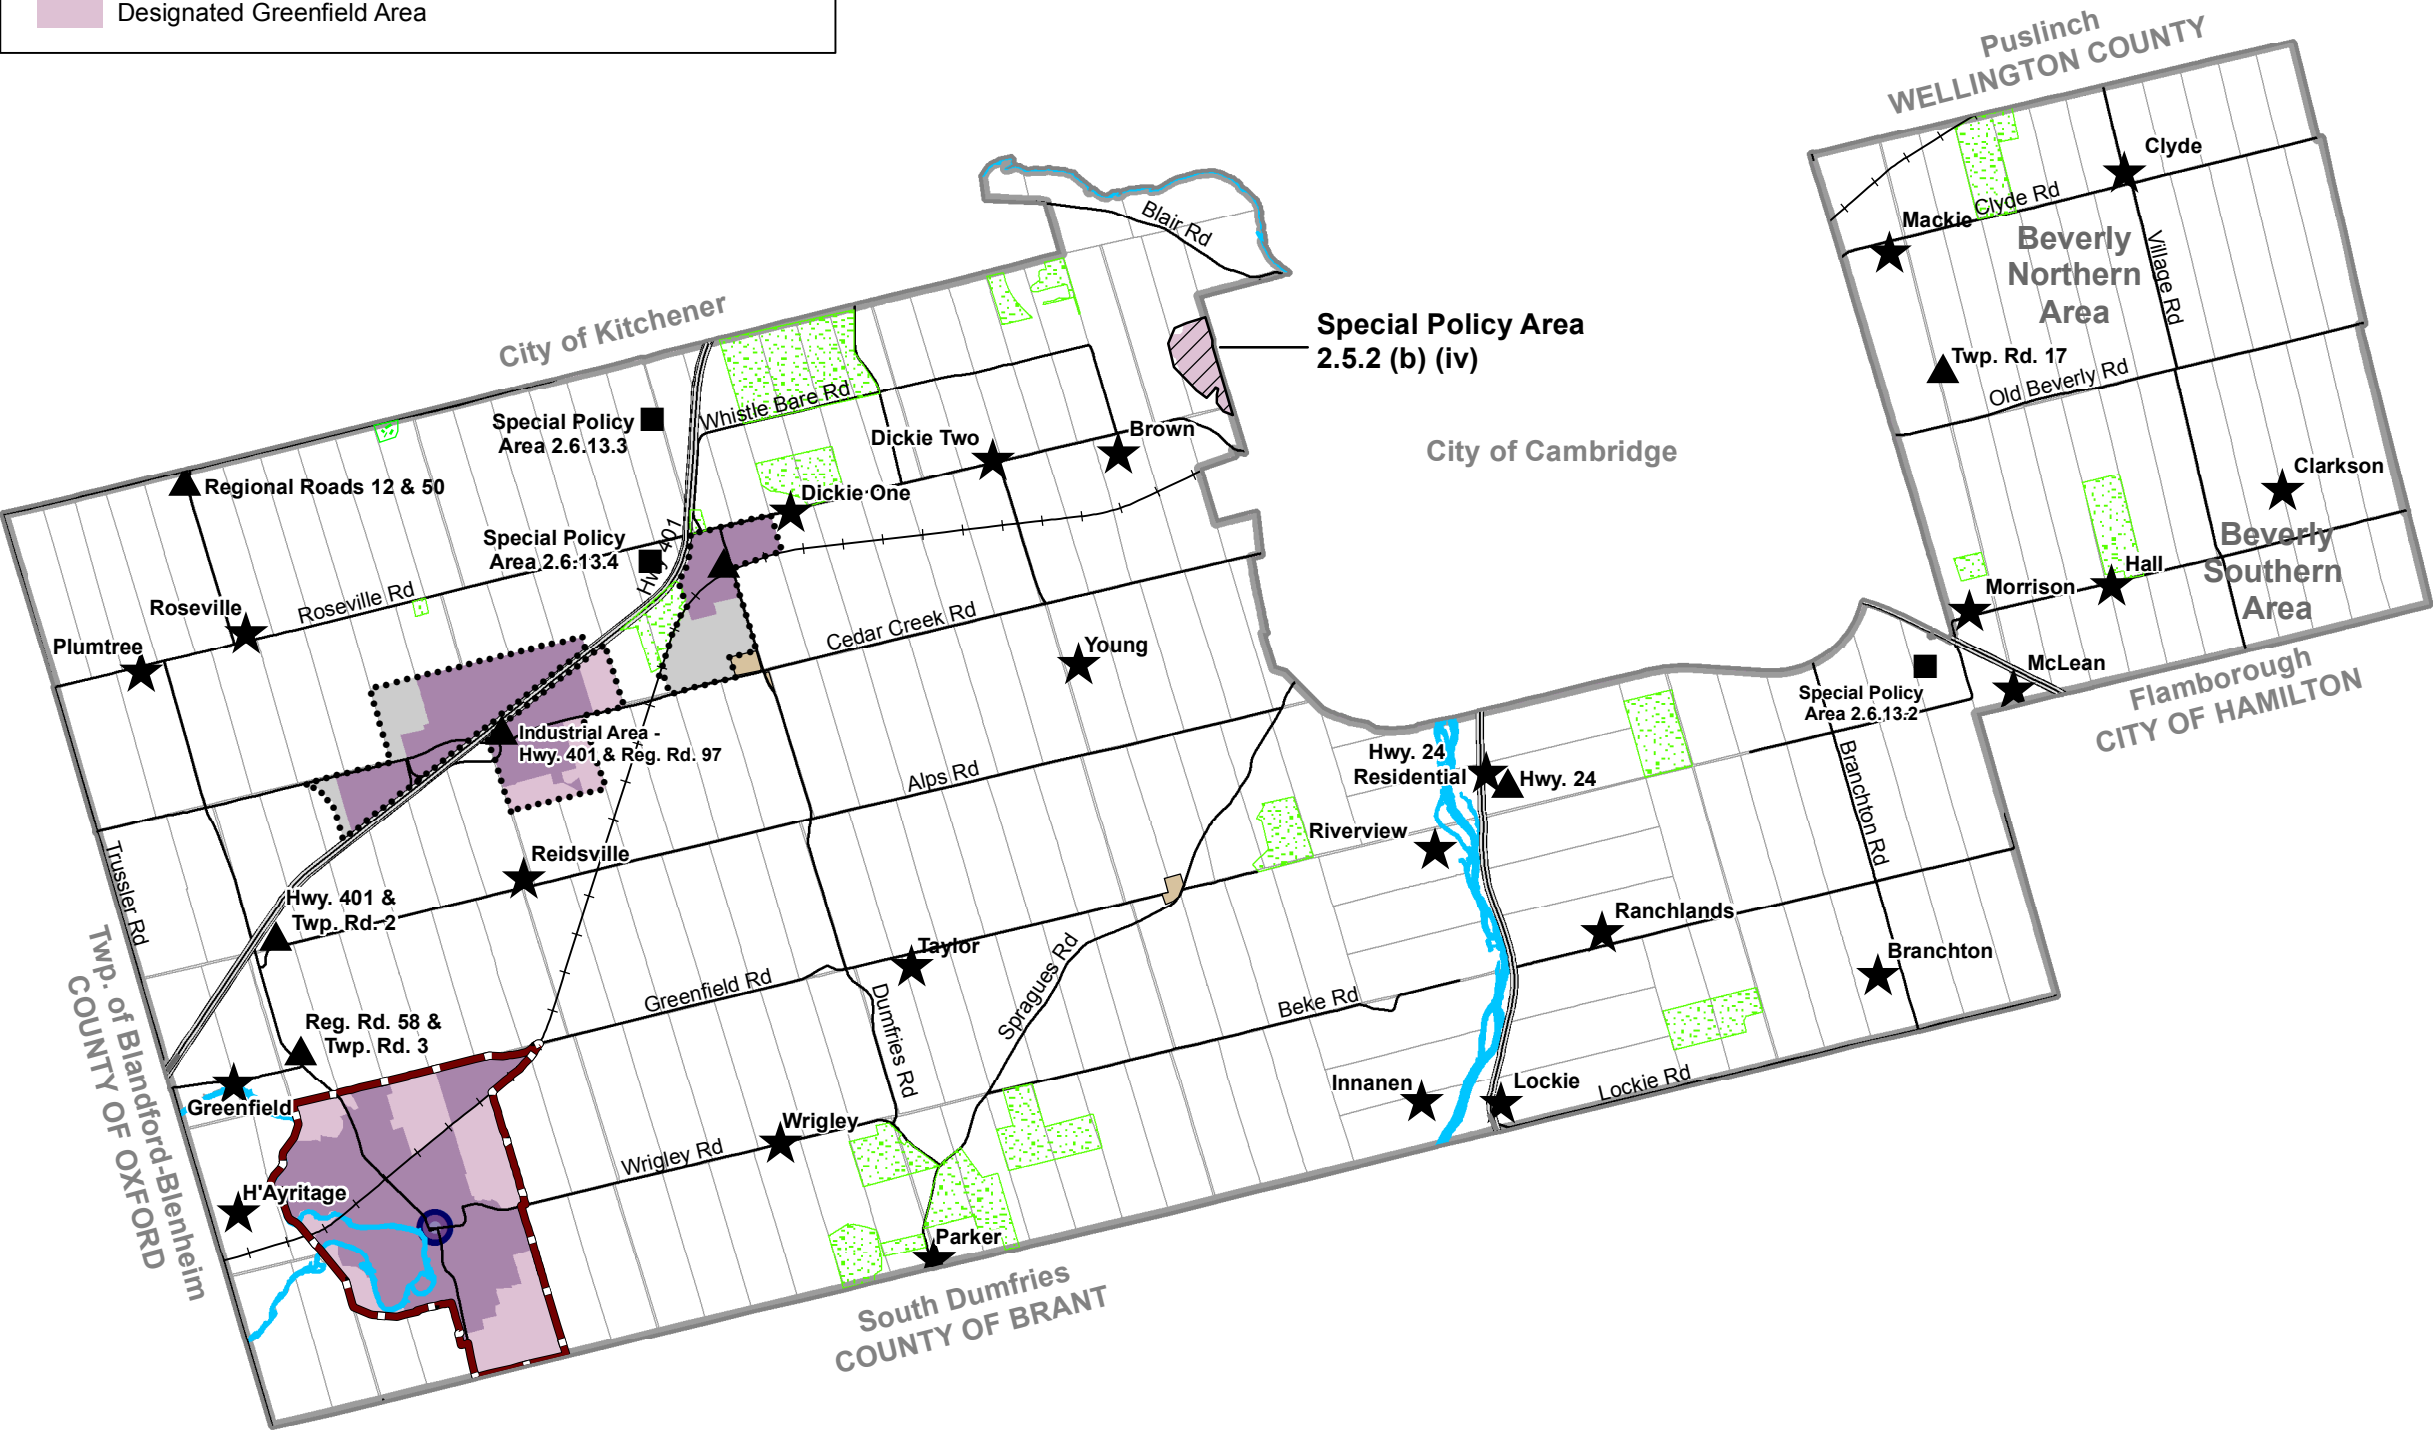 Designated Greenfield Area
Puslinch
WELLINGTON COUNTY
Clyde
Clyde Rd
Mackie
Beverly
Northern
Area
Village Rd
Blair Rd
City of Kitchener
Special Policy Area
2.5.2 (b) (iv)
Twp. Rd. 17
Old Beverly Rd
Whistle Bare Rd
Special Policy
Area 2.6.13.3
Dickie Two
Brown
City of Cambridge
Clarkson
Regional Roads 12 & 50
Dickie One
Hwy 401
Special Policy
Area 2.6.13.4
Beverly
Southern
Area
Hall
Morrison
Roseville
Roseville Rd
Plumtree
Cedar Creek Rd
Young
McLean
Special Policy
Area 2.6.13.2
Flamborough
CITY OF HAMILTON
Industrial Area -
Hwy. 401 & Reg. Rd. 97
Alps Rd
Hwy. 24
Residential
Hwy. 24
Branchton Rd
Riverview
Reidsville
Trussler Rd
Hwy. 401 &
Twp. Rd. 2
Ranchlands
Taylor
Branchton
Spragues Rd
Greenfield Rd
Dumfries Rd
Beke Rd
Twp. of Blandford-Blenheim
COUNTY OF OXFORD
Reg. Rd. 58 &
Twp. Rd. 3
Greenfield
Innanen
Lockie
Lockie Rd
Wrigley
Wrigley Rd
H'Ayritage
Parker
South Dumfries
COUNTY OF BRANT